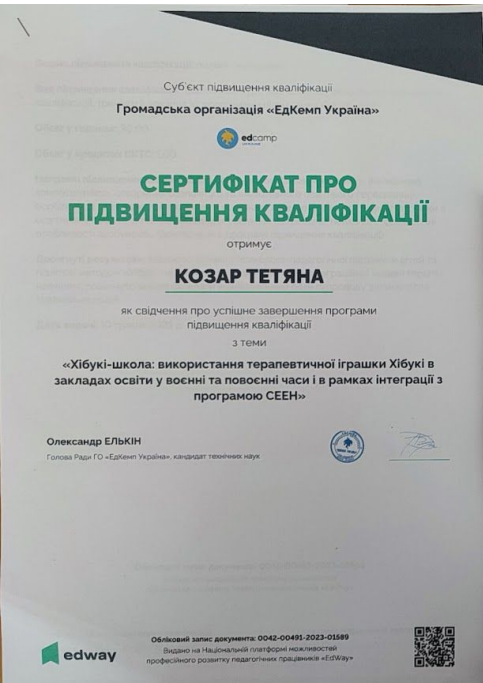 Суб'єкт підвищення кваліфікації
Громадська організація «ЕдКемп Україна»
edcamp
СЕРТИФІКАТ ПРО
ПІДВИЩЕННЯ КВАЛІФІКАЦІЇ
отримує
КОЗАР ТЕТЯНА
як свідчення про успішне завершення програми
підвищення кваліфікації
з теми
«Хібукі-школа: використання терапевтичної іграшки Хібукі в
закладах освіти у воєнні та повоєнні часи і в рамках інтеграції з
програмою СЕЕН»
Олександр ЕЛЬКІН
Голова Ради ГО «ЕдКемп Україна», кандидат технічних наук
edway
Обліковий запис документа: 0042-00491-2023-01589
Видано на Національній платформі можливостей
професійного розвитку педагогічних працівників «EdWay»